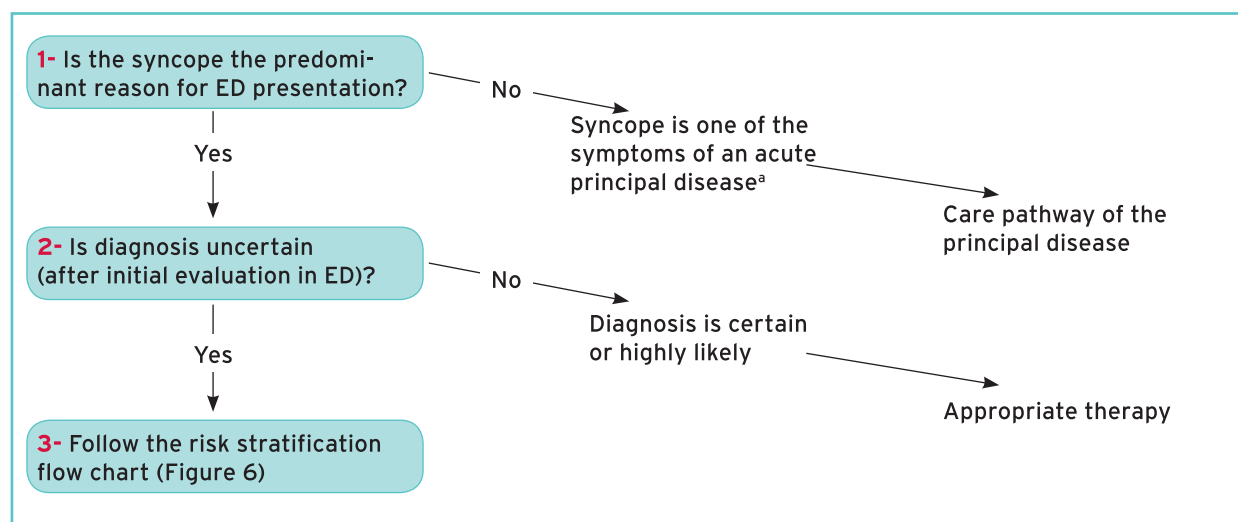 1- Is the syncope the predomi-
nant reason for ED presentation?
No
Syncope is one of the
symptoms of an acute
principal diseaseᵃ
Yes
Care pathway of the
principal disease
2- Is diagnosis uncertain
(after initial evaluation in ED)?
No
Diagnosis is certain
or highly likely
Yes
Appropriate therapy
3- Follow the risk stratification
flow chart (Figure 6)